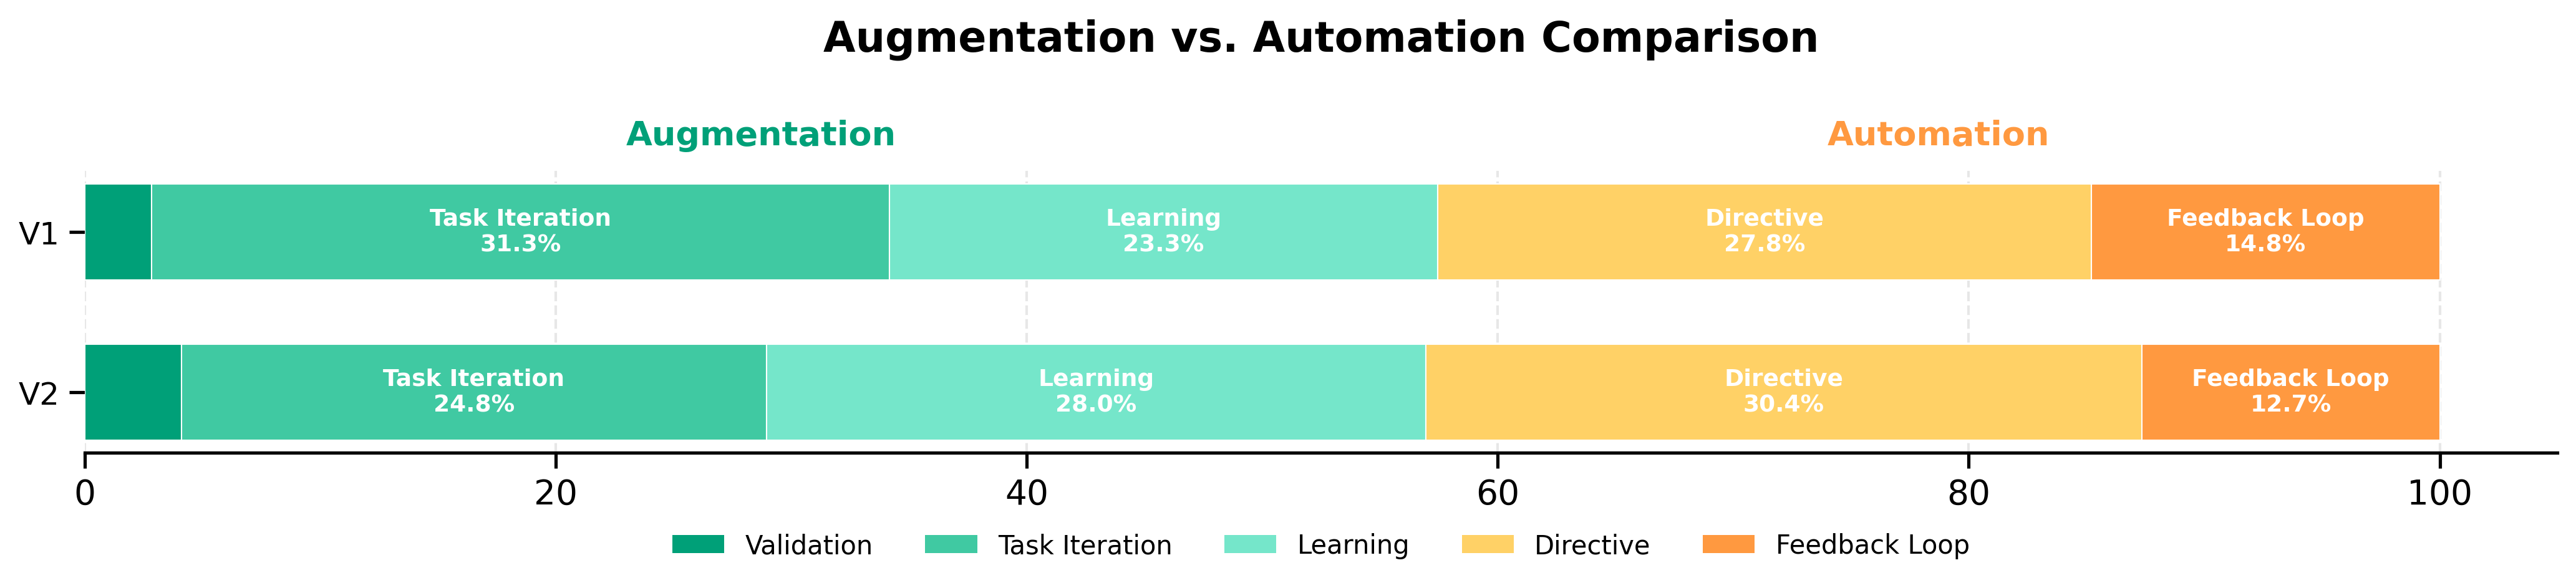 Augmentation vs. Automation Comparison
Augmentation Automation
V1
Task Iteration Learning Directive Feedback Loop
31.3% 23.3% 27.8% 14.8%
V2
Task Iteration Learning Directive Feedback Loop
24.8% 28.0% 30.4% 12.7%
0 20 40 60 80 100
Validation Task Iteration Learning Directive Feedback Loop